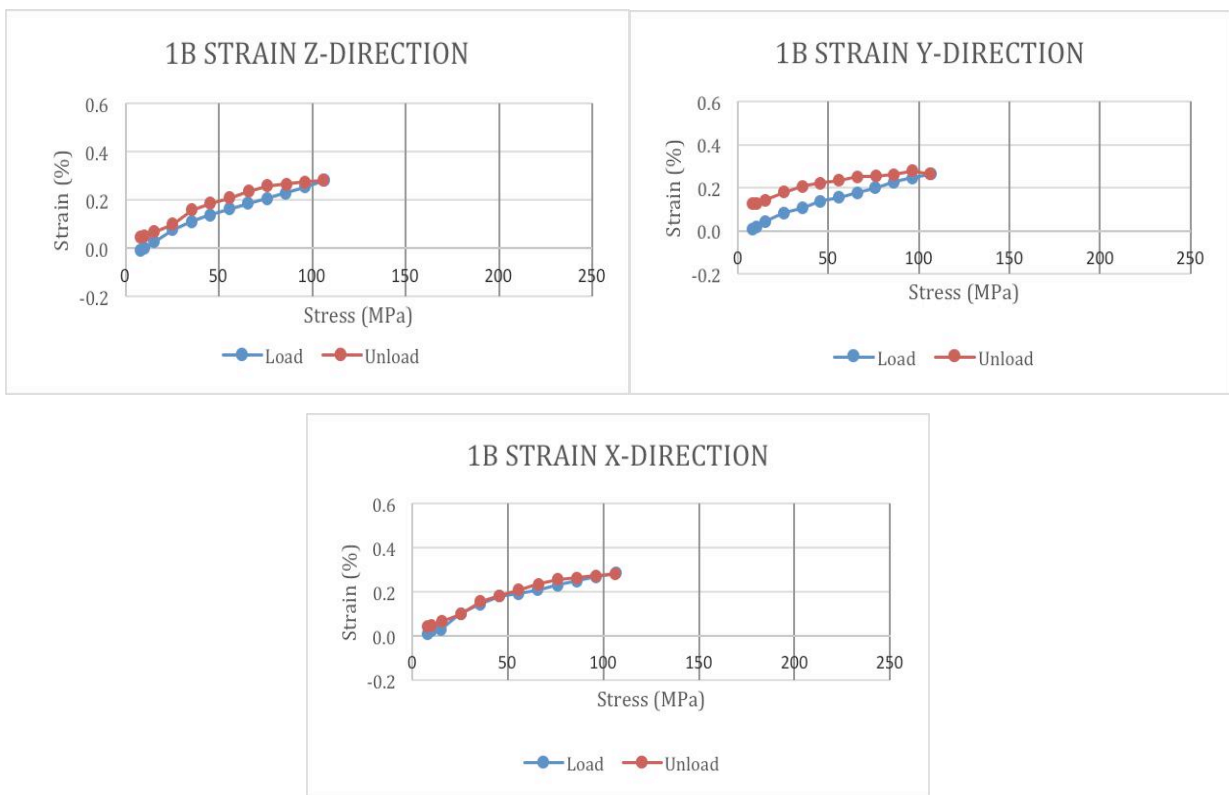 1B STRAIN Z-DIRECTION
0.6
0.4
0.2
0.0
-0.2
Strain (%)
0 50 100 150 200 250
Stress (MPa)
Load Unload
1B STRAIN Y-DIRECTION
0.6
0.4
0.2
0.0
-0.2
Strain (%)
0 50 100 150 200 250
Stress (MPa)
Load Unload
1B STRAIN X-DIRECTION
0.6
0.4
0.2
0.0
-0.2
Strain (%)
0 50 100 150 200 250
Stress (MPa)
Load Unload